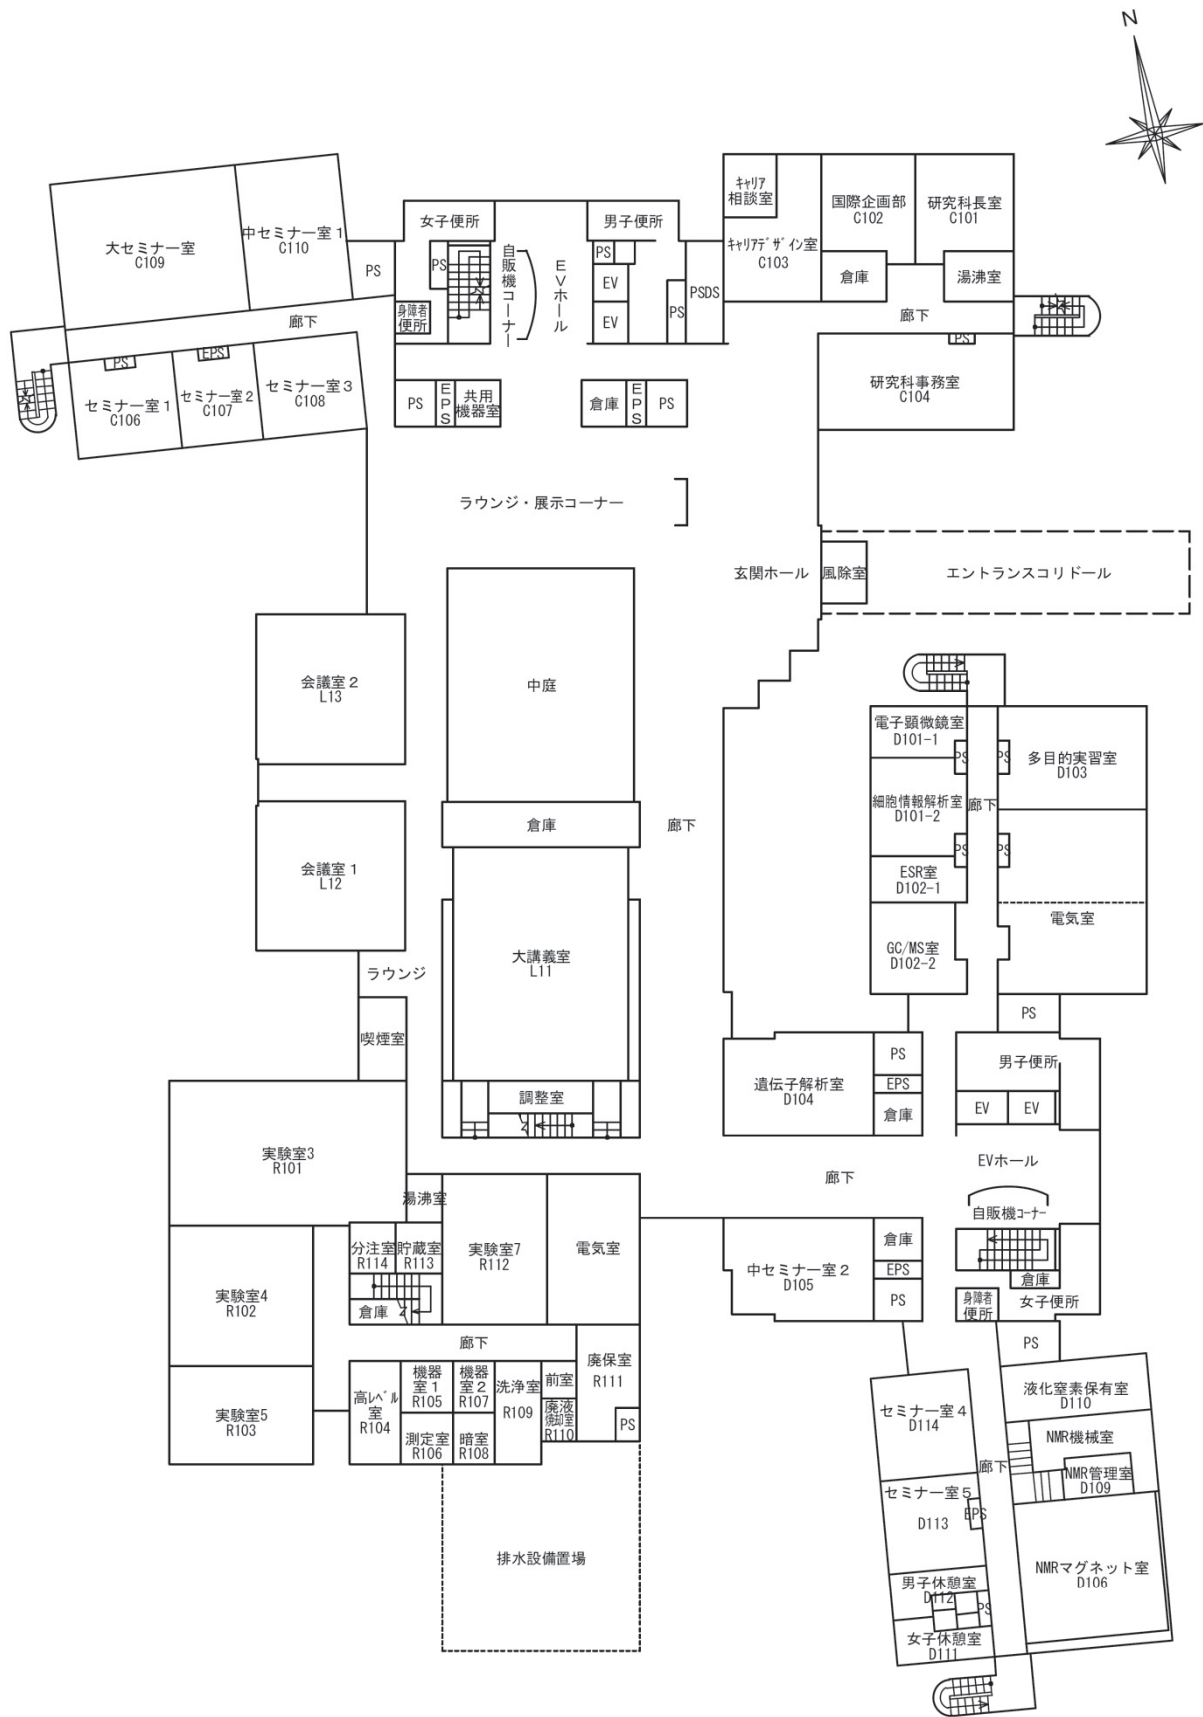 N
大セミナー室
C109
中セミナー室１
C110
PS
女子便所
PS
身障者
便所
自販機コーナー
EVホール
男子便所
PS
EV
EV
PS
PSDS
キャリア
相談室
キャリアデザイン室
C103
国際企画部
C102
研究科長室
C101
倉庫
湯沸室
廊下
廊下
PS
EPS
セミナー室１
C106
セミナー室２
C107
セミナー室３
C108
PS
EPS
共用
機器室
倉庫
EPS
PS
PS
研究科事務室
C104
ラウンジ・展示コーナー
玄関ホール
風除室
エントランスコリドール
会議室２
L13
中庭
電子顕微鏡室
D101-1
PS
PS
多目的実習室
D103
細胞情報解析室
D101-2
廊下
倉庫
廊下
PS
PS
会議室１
L12
ESR室
D102-1
電気室
GC/MS室
D102-2
大講義室
L11
ラウンジ
喫煙室
PS
調整室
遺伝子解析室
D104
PS
EPS
倉庫
男子便所
EV
EV
実験室3
R101
廊下
EVホール
湯沸室
自販機コーナー
分注室
R114
貯蔵室
R113
実験室7
R112
電気室
中セミナー室２
D105
倉庫
EPS
PS
倉庫
身障者
便所
女子便所
実験室4
R102
倉庫
廊下
PS
実験室5
R103
高レベル
室
R104
機器
室１
R105
機器
室２
R107
洗浄室
R109
前室
廃保室
R111
測定室
R106
暗室
R108
廃液
焼却室
R110
PS
セミナー室４
D114
液化窒素保有室
D110
NMR機械室
廊下
NMR管理室
D109
セミナー室５
D113
EPS
排水設備置場
NMRマグネット室
D106
男子休憩室
D112
PS
女子休憩室
D111